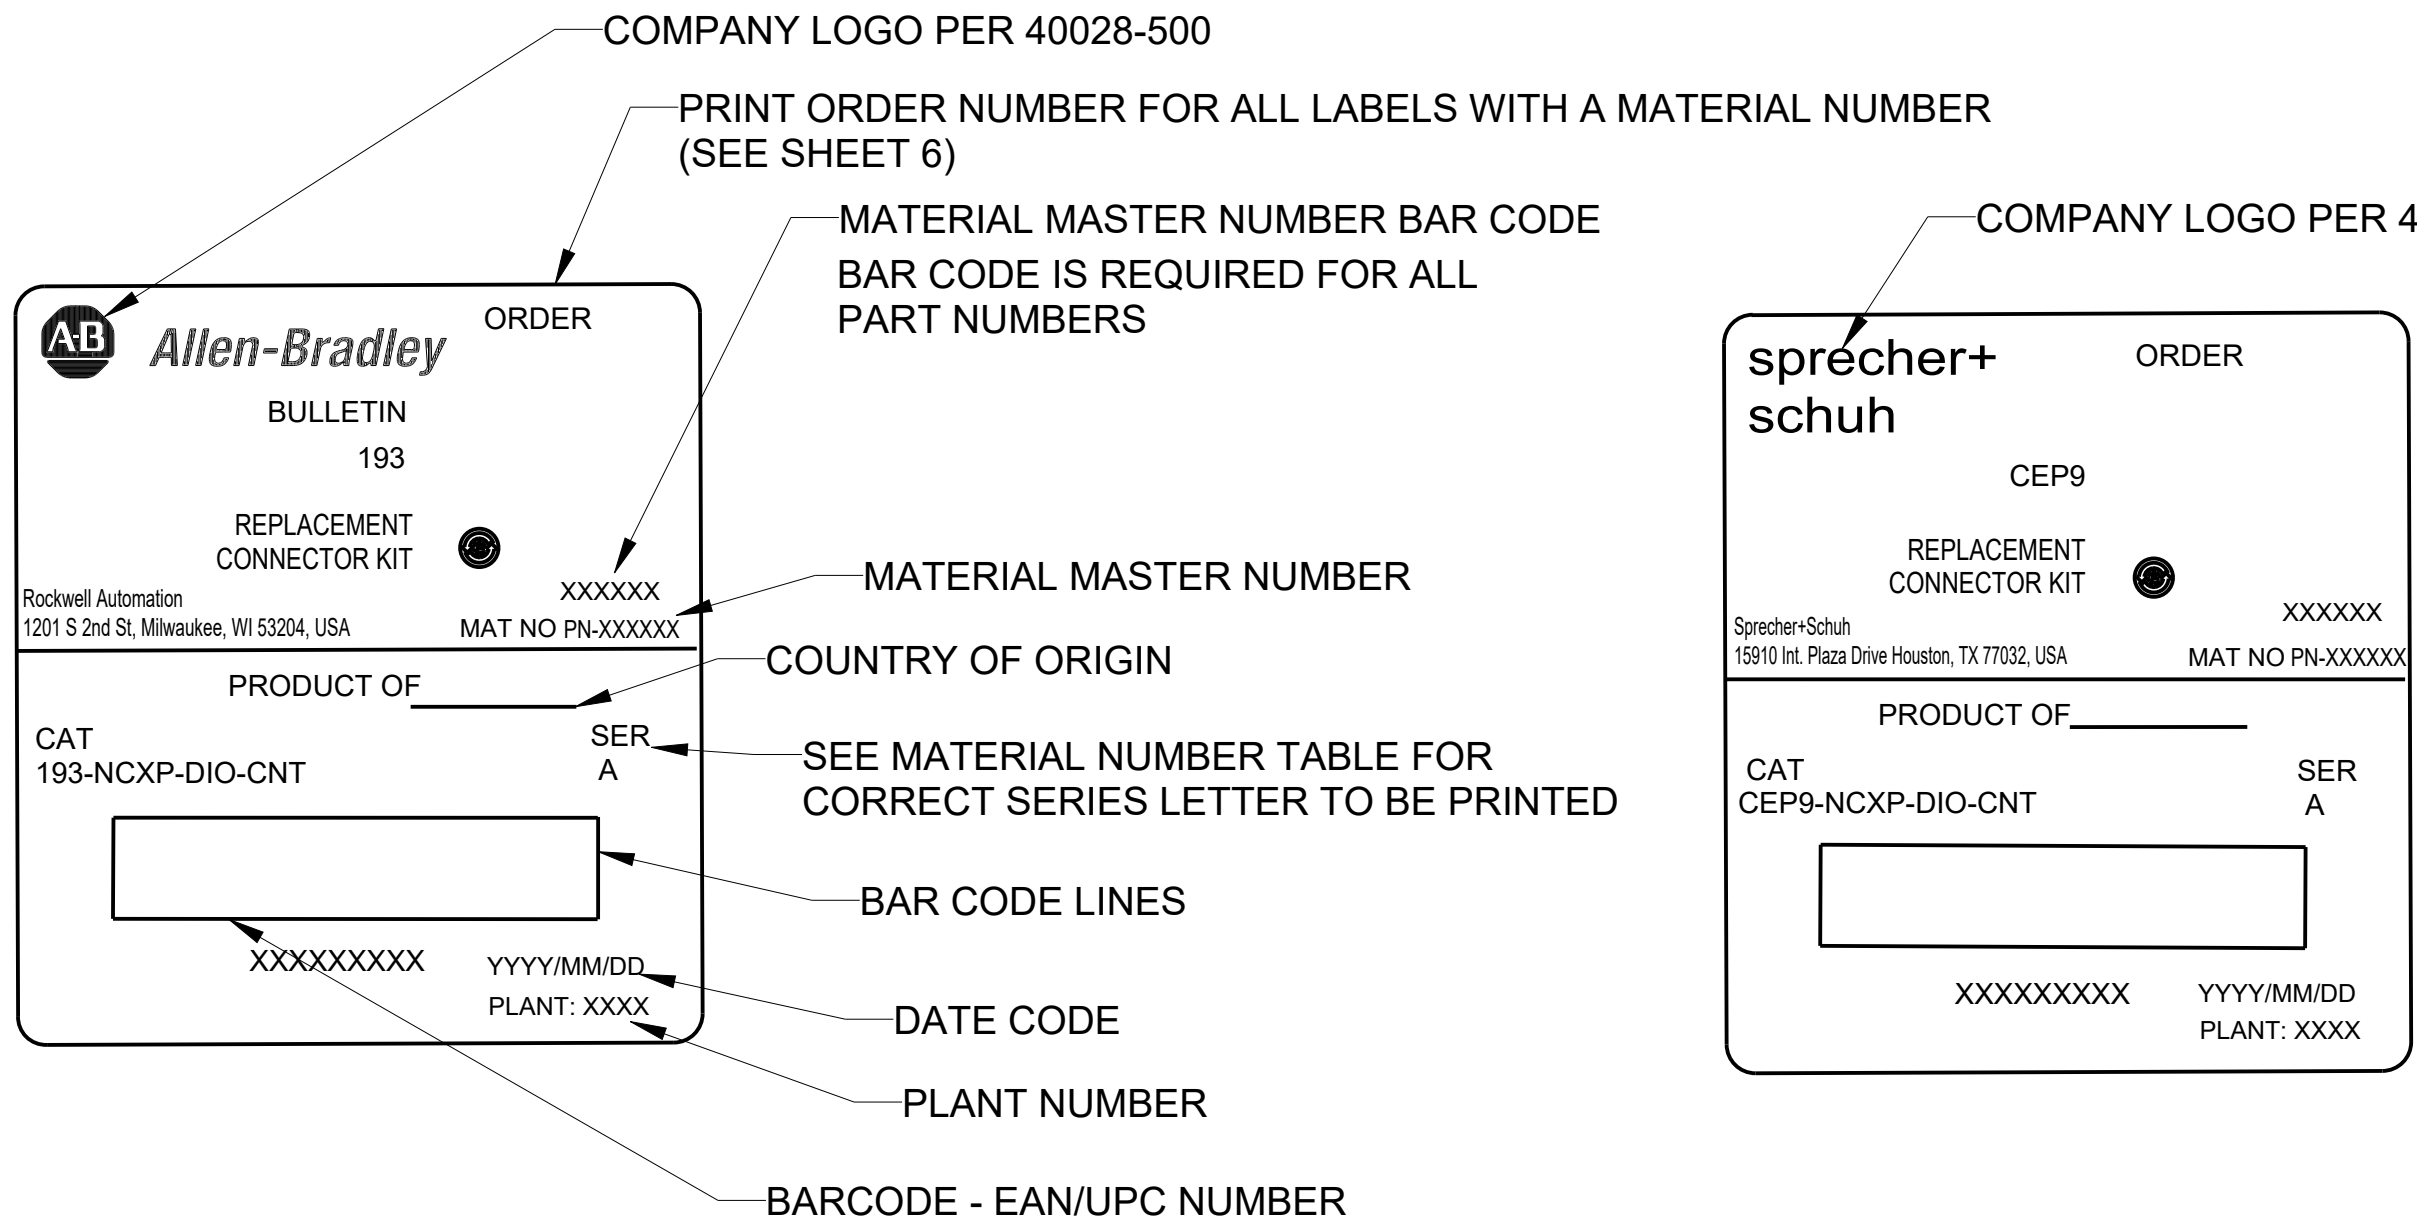 COMPANY LOGO PER 40028-500
PRINT ORDER NUMBER FOR ALL LABELS WITH A MATERIAL NUMBER
(SEE SHEET 6)
MATERIAL MASTER NUMBER BAR CODE
BAR CODE IS REQUIRED FOR ALL
PART NUMBERS
A-B
Allen-Bradley
ORDER
BULLETIN
193
REPLACEMENT
CONNECTOR KIT
XXXXXX
Rockwell Automation
1201 S 2nd St, Milwaukee, WI 53204, USA
MAT NO PN-XXXXXX
MATERIAL MASTER NUMBER
PRODUCT OF
COUNTRY OF ORIGIN
CAT
193-NCXP-DIO-CNT
SER
A
SEE MATERIAL NUMBER TABLE FOR
CORRECT SERIES LETTER TO BE PRINTED
BAR CODE LINES
XXXXXXXXX
YYYY/MM/DD
PLANT: XXXX
DATE CODE
PLANT NUMBER
BARCODE - EAN/UPC NUMBER
COMPANY LOGO PER 4
sprecher+
schuh
ORDER
CEP9
REPLACEMENT
CONNECTOR KIT
XXXXXX
Sprecher+Schuh
15910 Int. Plaza Drive Houston, TX 77032, USA
MAT NO PN-XXXXXX
PRODUCT OF
CAT
CEP9-NCXP-DIO-CNT
SER
A
XXXXXXXXX
YYYY/MM/DD
PLANT: XXXX